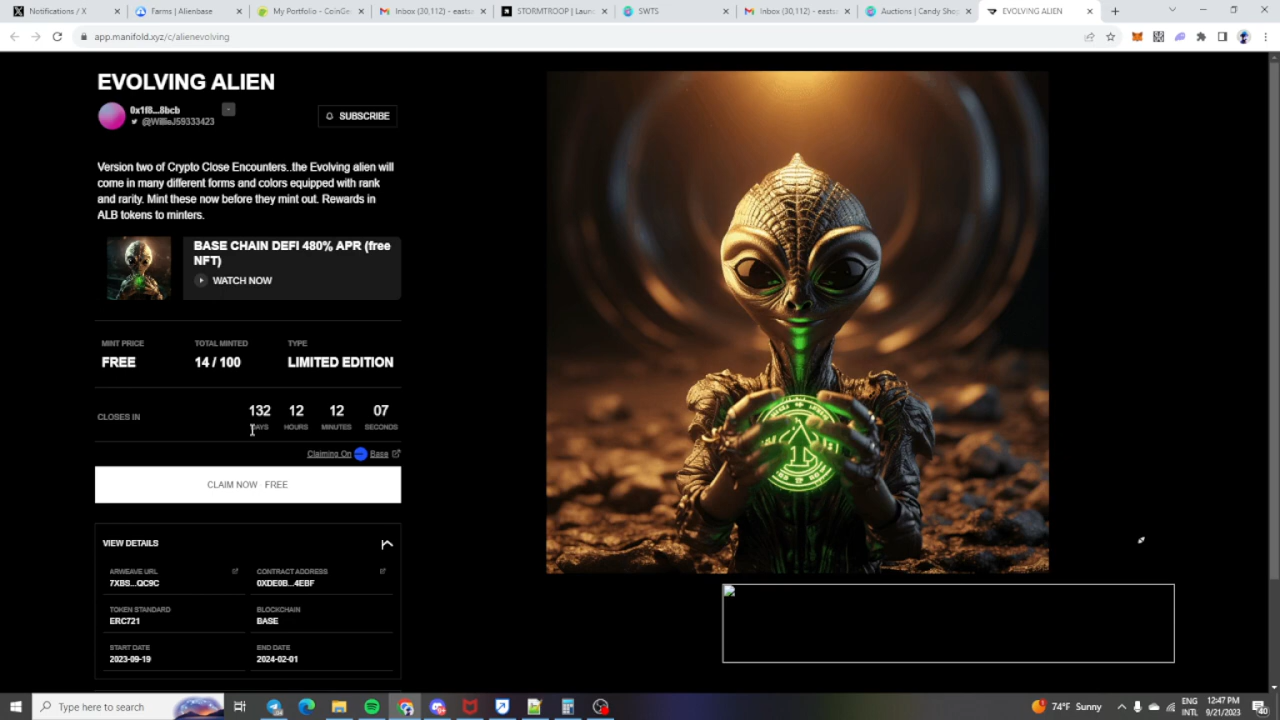 Notifications / X
Farms | Alienbase
My Portfolio - CoinGe
Inbox (30,112) - eastsi
STORMTROOP | Laun
SWTS
Inbox (30,112) - eastsi
Auctions | Candy Sho
EVOLVING ALIEN
app.manifold.xyz/c/alienevolving
EVOLVING ALIEN
0x1f8...8bcb
@WillieJ59333423
SUBSCRIBE
Version two of Crypto Close Encounters..the Evolving alien will
come in many different forms and colors equipped with rank
and rarity. Mint these now before they mint out. Rewards in
ALB tokens to minters.
BASE CHAIN DEFI 480% APR (free
NFT)
WATCH NOW
MINT PRICE TOTAL MINTED TYPE
FREE 14 / 100 LIMITED EDITION
CLOSES IN
132 12 12 07
DAYS HOURS MINUTES SECONDS
Claiming On Base
CLAIM NOW FREE
VIEW DETAILS
ARWEAVE URL CONTRACT ADDRESS
7XBS...QC9C 0XDE0B...4EBF
TOKEN STANDARD BLOCKCHAIN
ERC721 BASE
START DATE END DATE
2023-09-19 2024-02-01
Type here to search
74°F Sunny
ENG
INTL
12:47 PM
9/21/2023
40